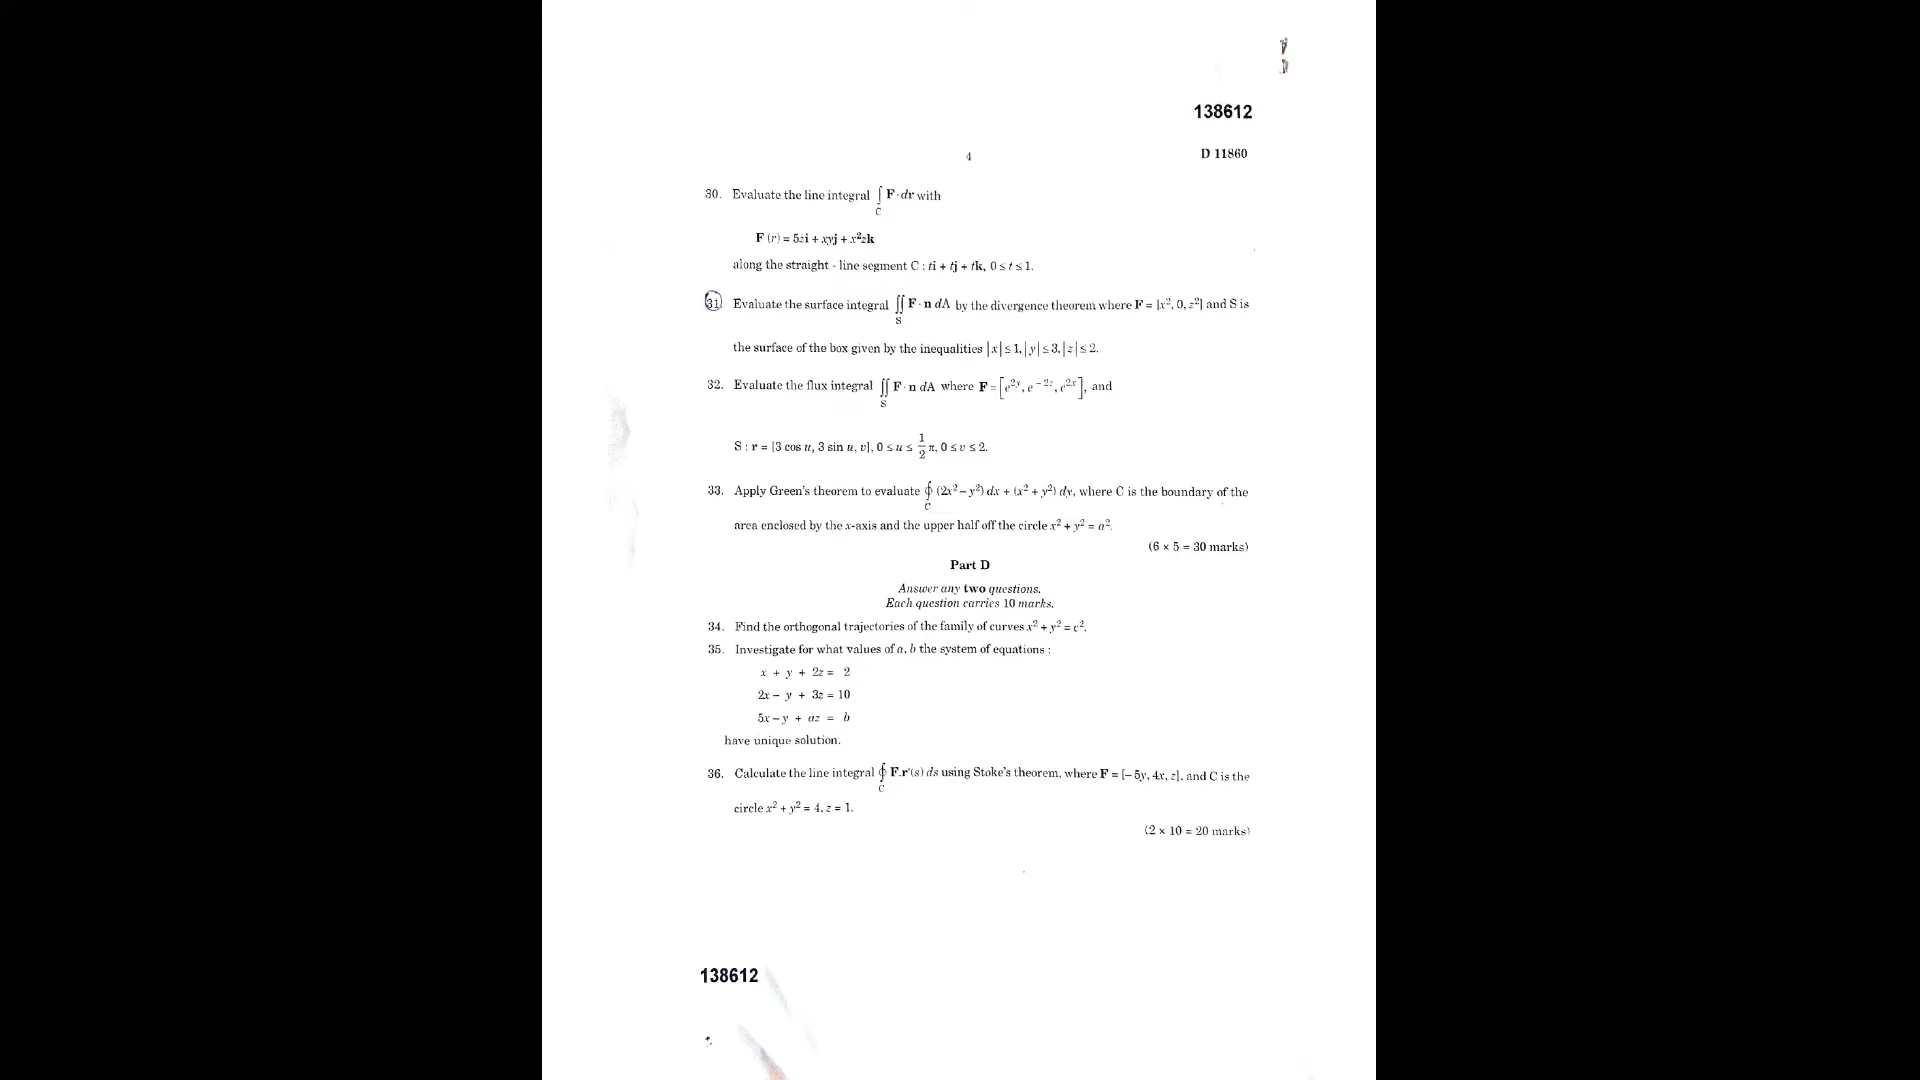 138612
4
D 11860
30. Evaluate the line integral ∫ F · dr with
C
F (r) = 5zi + xyj + x²zk
along the straight - line segment C : ti + tj + tk, 0 ≤ t ≤ 1.
31. Evaluate the surface integral ∬ F · n dA by the divergence theorem where F = [x², 0, z²] and S is
S
the surface of the box given by the inequalities |x| ≤ 1, |y| ≤ 3, |z| ≤ 2.
32. Evaluate the flux integral ∬ F · n dA where F = [e^{2y}, e^{-2z}, e^{2x}], and
S
S : r = [3 cos u, 3 sin u, v], 0 ≤ u ≤ 1/2 π, 0 ≤ v ≤ 2.
33. Apply Green's theorem to evaluate ∮ (2x² – y²) dx + (x² + y²) dy, where C is the boundary of the
C
area enclosed by the x-axis and the upper half off the circle x² + y² = a².
(6 × 5 = 30 marks)
Part D
Answer any two questions.
Each question carries 10 marks.
34. Find the orthogonal trajectories of the family of curves x² + y² = c².
35. Investigate for what values of a, b the system of equations :
x + y + 2z = 2
2x – y + 3z = 10
5x – y + az = b
have unique solution.
36. Calculate the line integral ∮ F.r'(s) ds using Stoke's theorem, where F = [– 5y, 4x, z], and C is the
C
circle x² + y² = 4, z = 1.
(2 × 10 = 20 marks)
138612